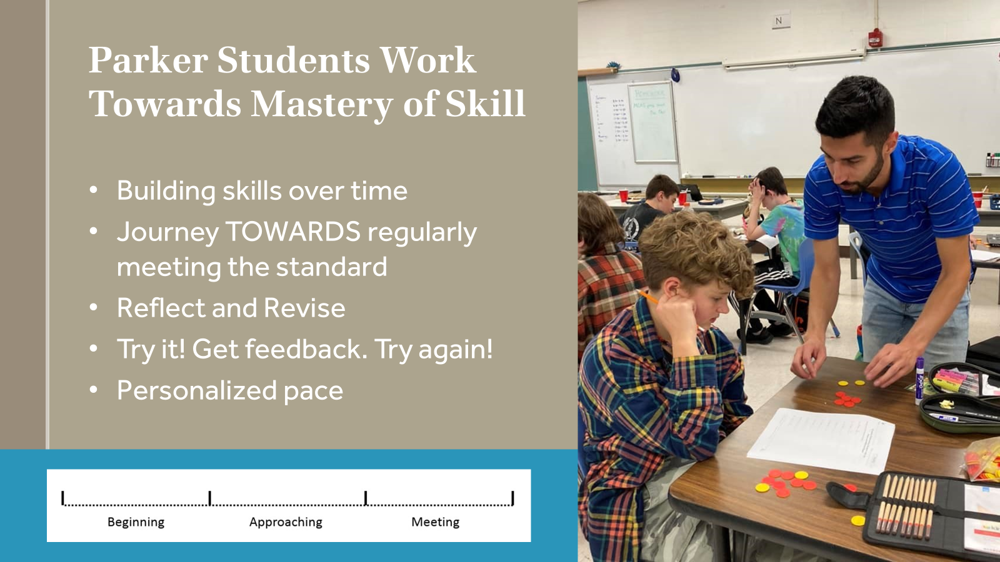 Parker Students Work
Towards Mastery of Skill
• Building skills over time
• Journey TOWARDS regularly
meeting the standard
• Reflect and Revise
• Try it! Get feedback. Try again!
• Personalized pace
Beginning Approaching Meeting
N